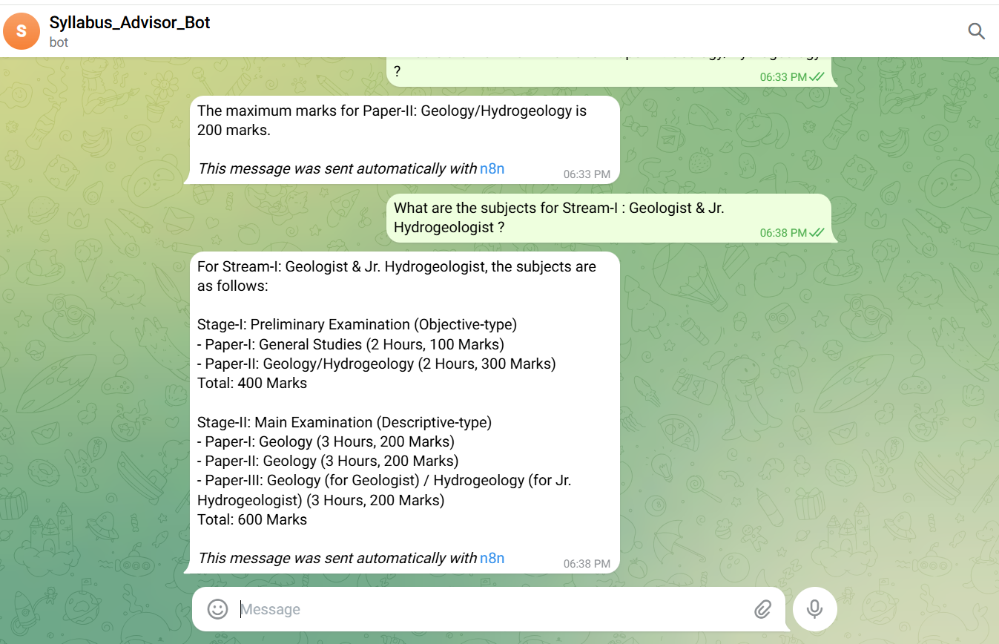 S
Syllabus_Advisor_Bot
bot
?
06:33 PM
The maximum marks for Paper-II: Geology/Hydrogeology is
200 marks.
This message was sent automatically with n8n
06:33 PM
What are the subjects for Stream-I : Geologist & Jr.
Hydrogeologist ?
06:38 PM
For Stream-I: Geologist & Jr. Hydrogeologist, the subjects are
as follows:
Stage-I: Preliminary Examination (Objective-type)
- Paper-I: General Studies (2 Hours, 100 Marks)
- Paper-II: Geology/Hydrogeology (2 Hours, 300 Marks)
Total: 400 Marks
Stage-II: Main Examination (Descriptive-type)
- Paper-I: Geology (3 Hours, 200 Marks)
- Paper-II: Geology (3 Hours, 200 Marks)
- Paper-III: Geology (for Geologist) / Hydrogeology (for Jr.
Hydrogeologist) (3 Hours, 200 Marks)
Total: 600 Marks
This message was sent automatically with n8n
06:38 PM
Message